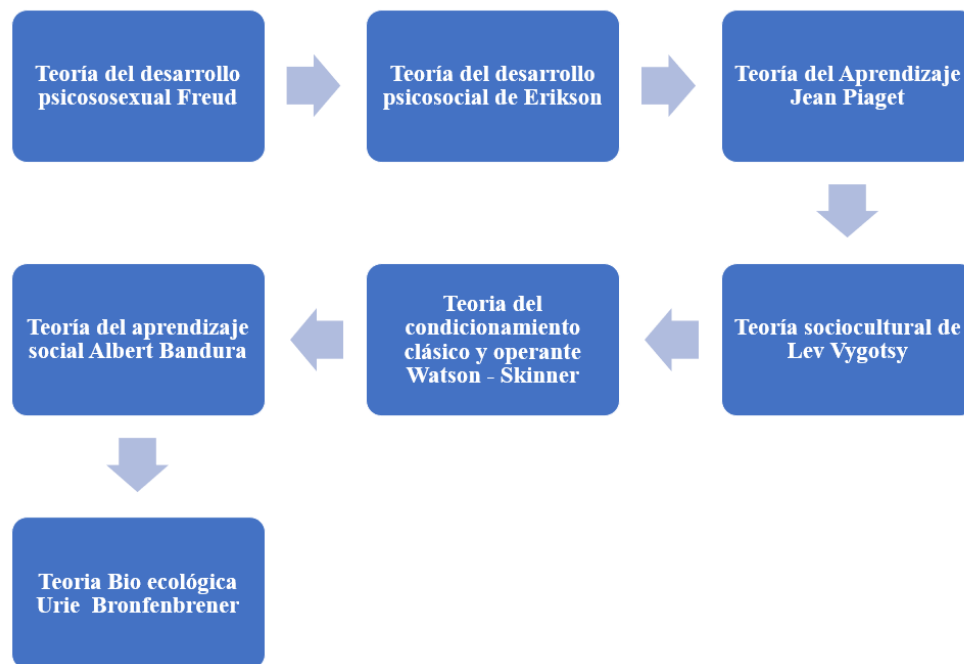 Teoría del desarrollo
psicososexual Freud
Teoría del desarrollo
psicosocial de Erikson
Teoría del Aprendizaje
Jean Piaget
Teoría sociocultural de
Lev Vygotsy
Teoria del
condicionamiento
clásico y operante
Watson - Skinner
Teoría del aprendizaje
social Albert Bandura
Teoria Bio ecológica
Urie Bronfenbrener